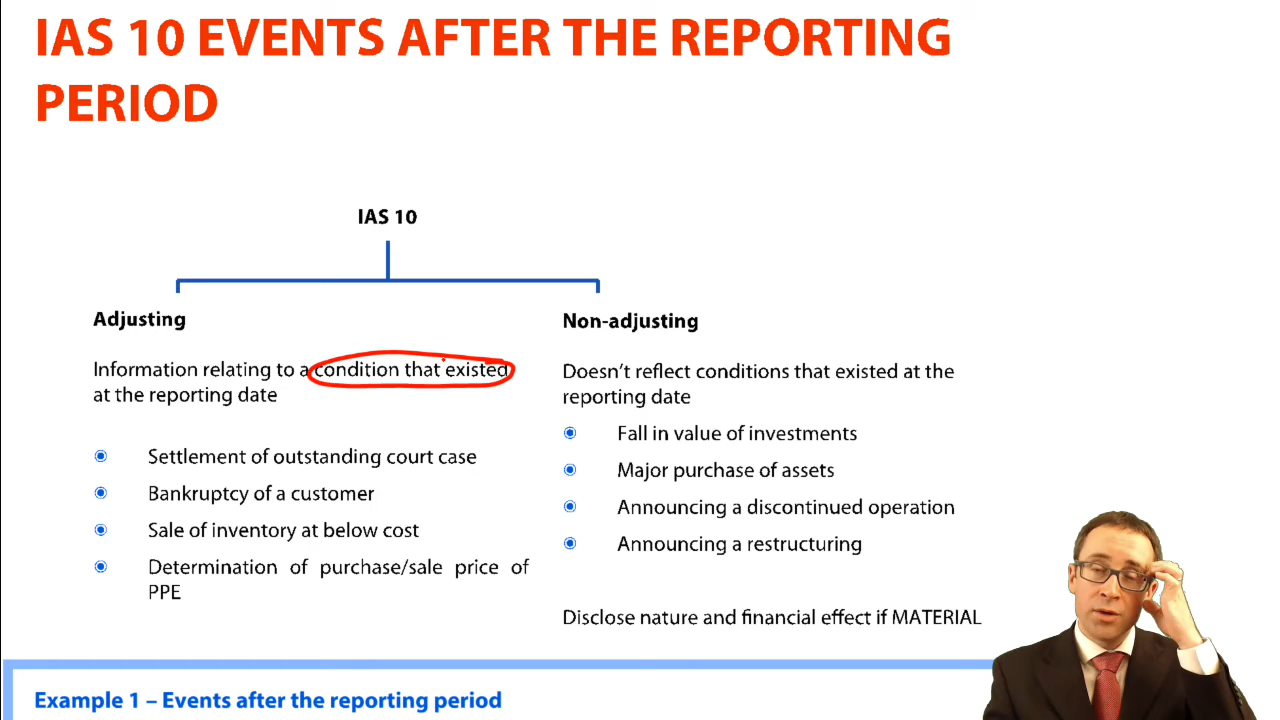 IAS 10 EVENTS AFTER THE REPORTING
PERIOD
IAS 10
Adjusting
Information relating to a condition that existed
at the reporting date
Settlement of outstanding court case
Bankruptcy of a customer
Sale of inventory at below cost
Determination of purchase/sale price of
PPE
Non-adjusting
Doesn't reflect conditions that existed at the
reporting date
Fall in value of investments
Major purchase of assets
Announcing a discontinued operation
Announcing a restructuring
Disclose nature and financial effect if MATERIAL
Example 1 – Events after the reporting period